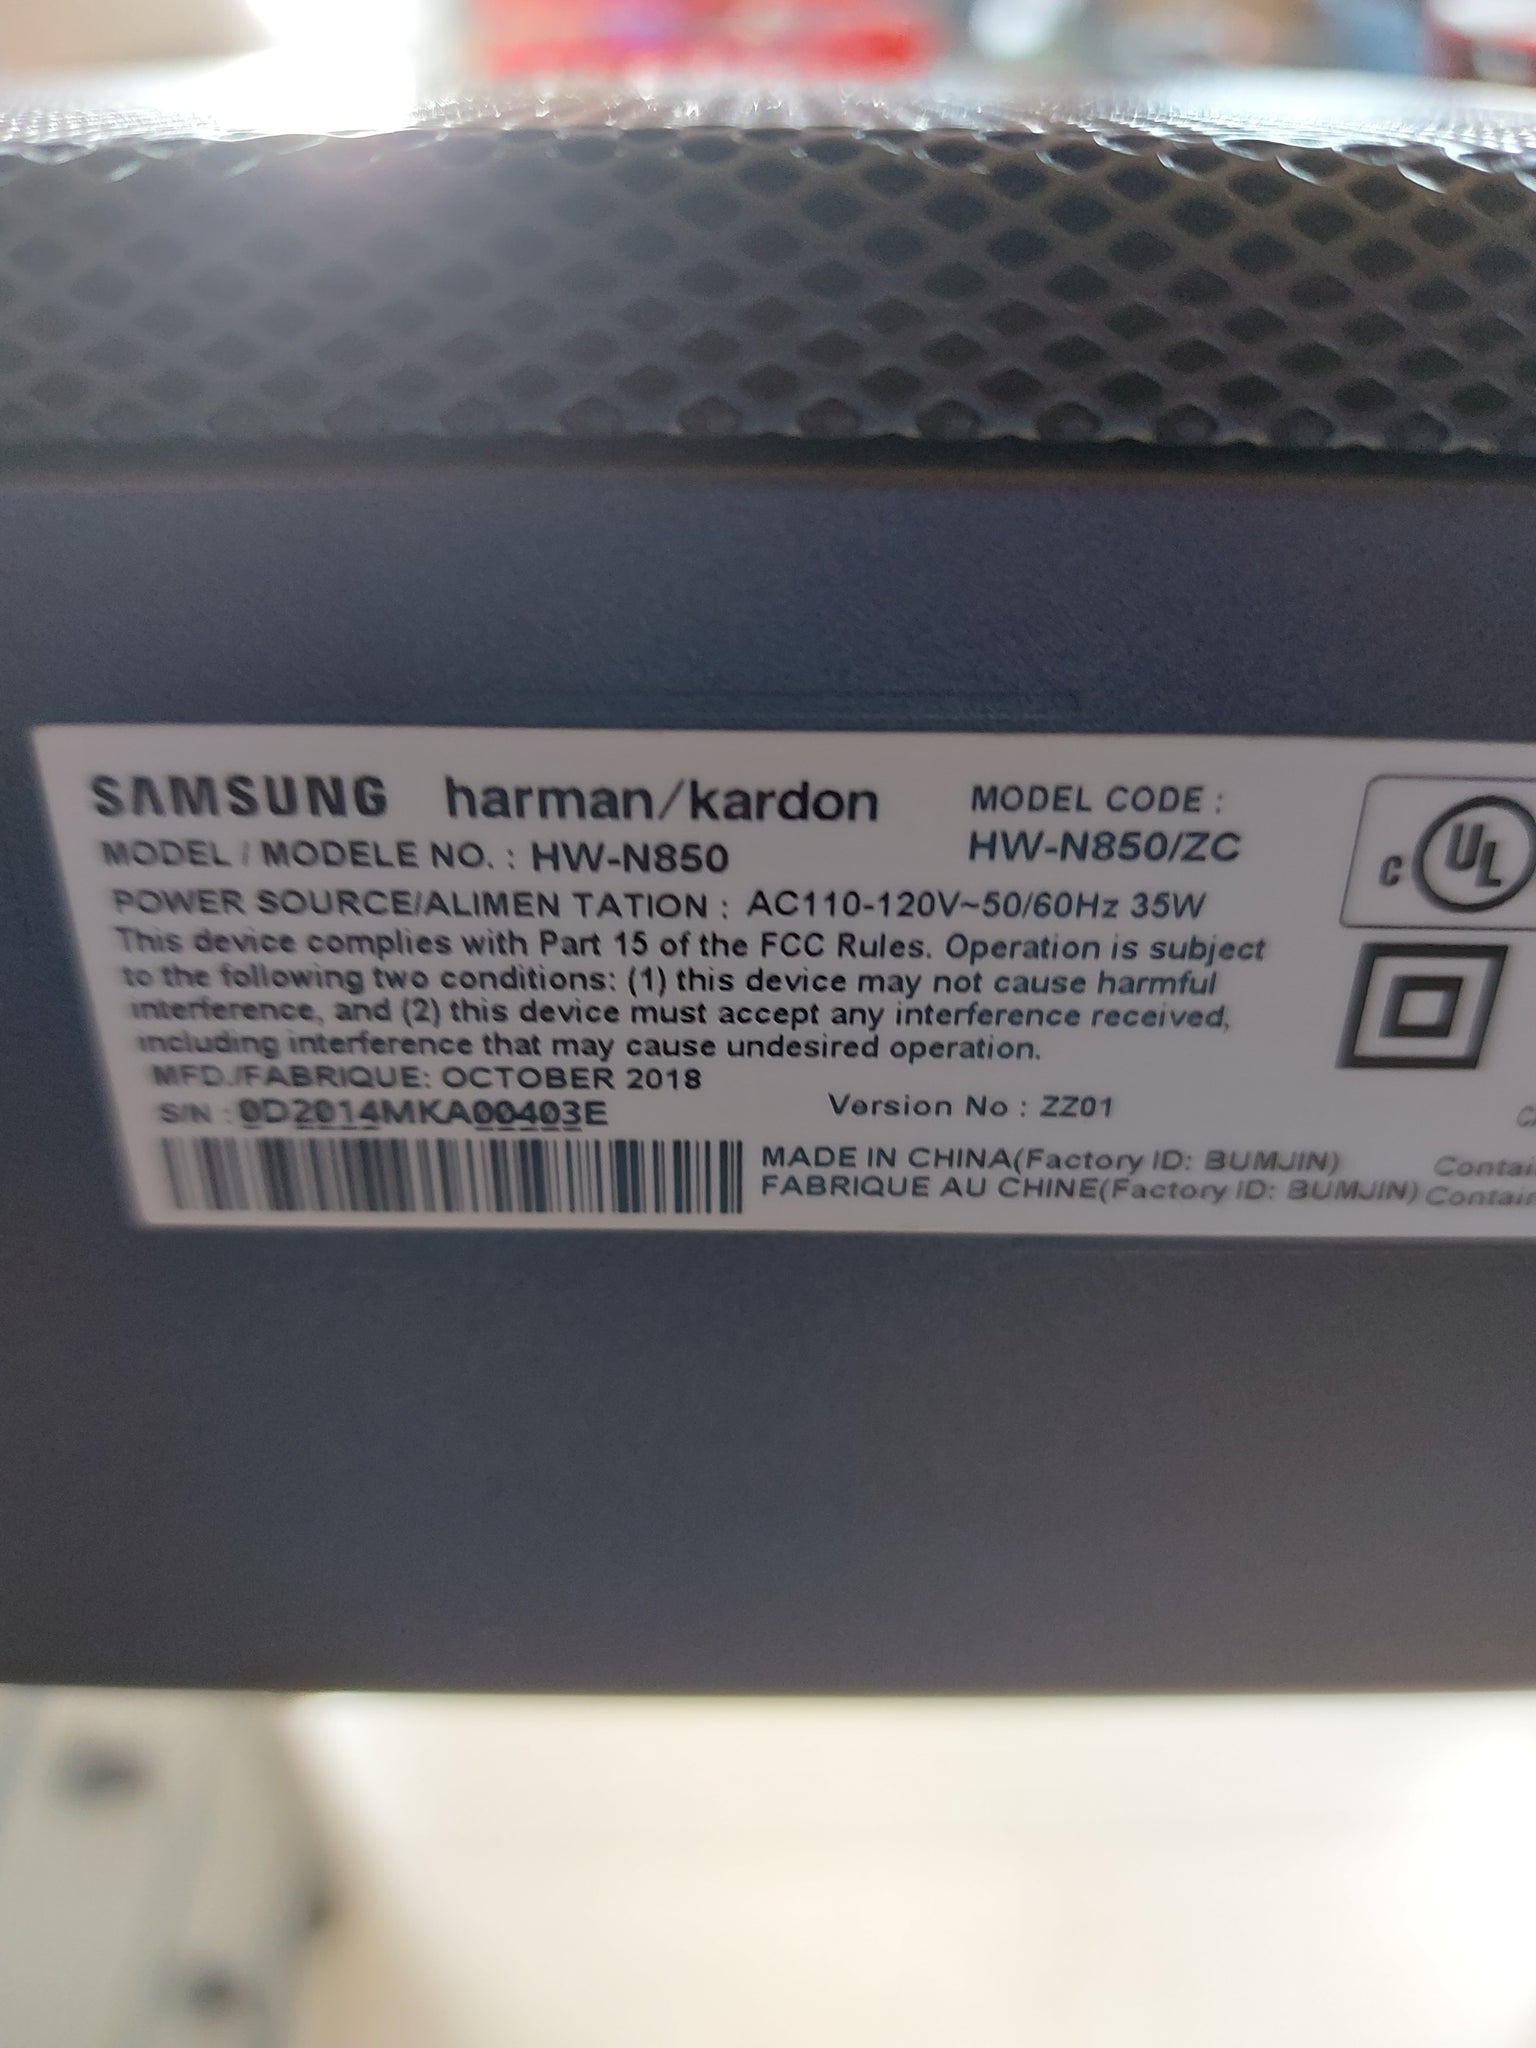 SAMSUNG harman/kardon
MODEL CODE :
MODEL / MODELE NO. : HW-N850
HW-N850/ZC
c UL
POWER SOURCE/ALIMEN TATION : AC110-120V~50/60Hz 35W
This device complies with Part 15 of the FCC Rules. Operation is subject
to the following two conditions: (1) this device may not cause harmful
interference, and (2) this device must accept any interference received,
including interference that may cause undesired operation.
MFD./FABRIQUE: OCTOBER 2018
S/N : 0D2014MKA00403E
Version No : ZZ01
MADE IN CHINA(Factory ID: BUMJIN)
FABRIQUE AU CHINE(Factory ID: BUMJIN)